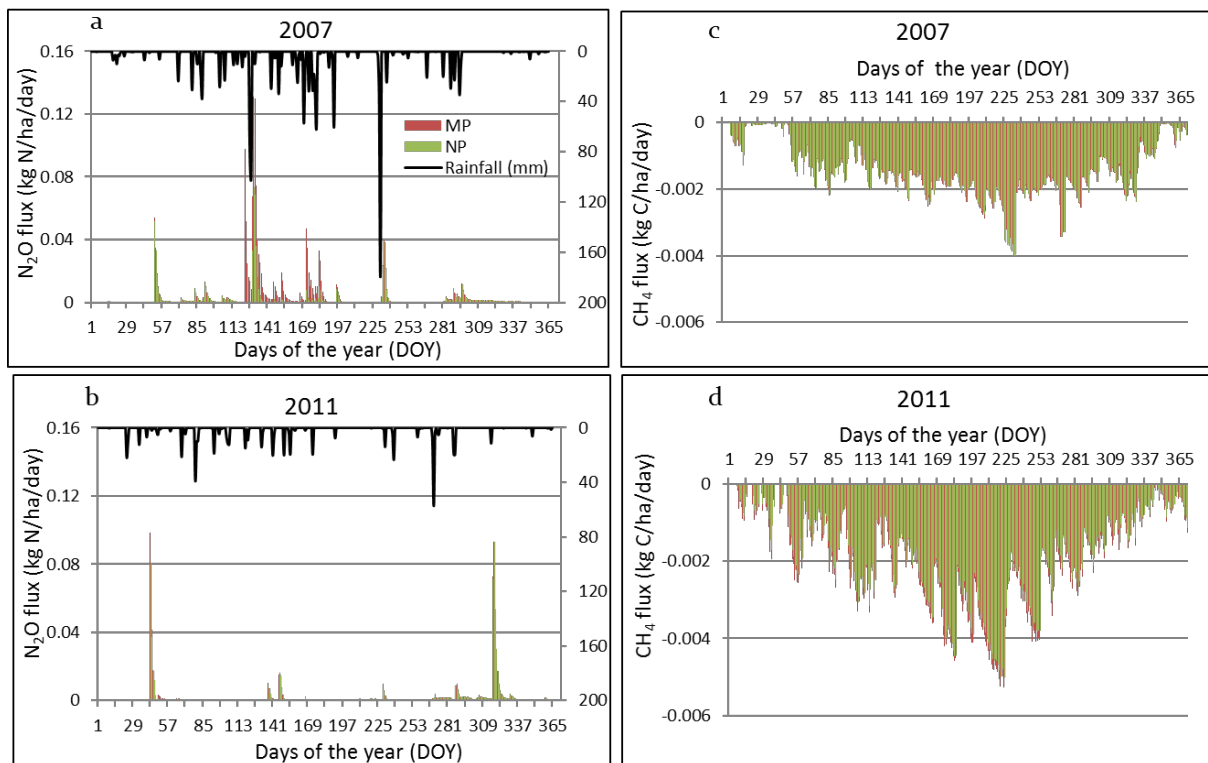 a
2007
N₂O flux (kg N/ha/day)
0.16
0.12
0.08
0.04
0
0
40
80
120
160
200
MP
NP
Rainfall (mm)
1 29 57 85 113 141 169 197 225 253 281 309 337 365
Days of the year (DOY)
c
2007
Days of the year (DOY)
1 29 57 85 113 141 169 197 225 253 281 309 337 365
CH₄ flux (kg C/ha/day)
0
-0.002
-0.004
-0.006
b
2011
N₂O flux (kg N/ha/day)
0.16
0.12
0.08
0.04
0
0
40
80
120
160
200
1 29 57 85 113 141 169 197 225 253 281 309 337 365
Days of the year (DOY)
d
2011
Days of the year (DOY)
1 29 57 85 113 141 169 197 225 253 281 309 337 365
CH₄ flux (kg C/ha/day)
0
-0.002
-0.004
-0.006